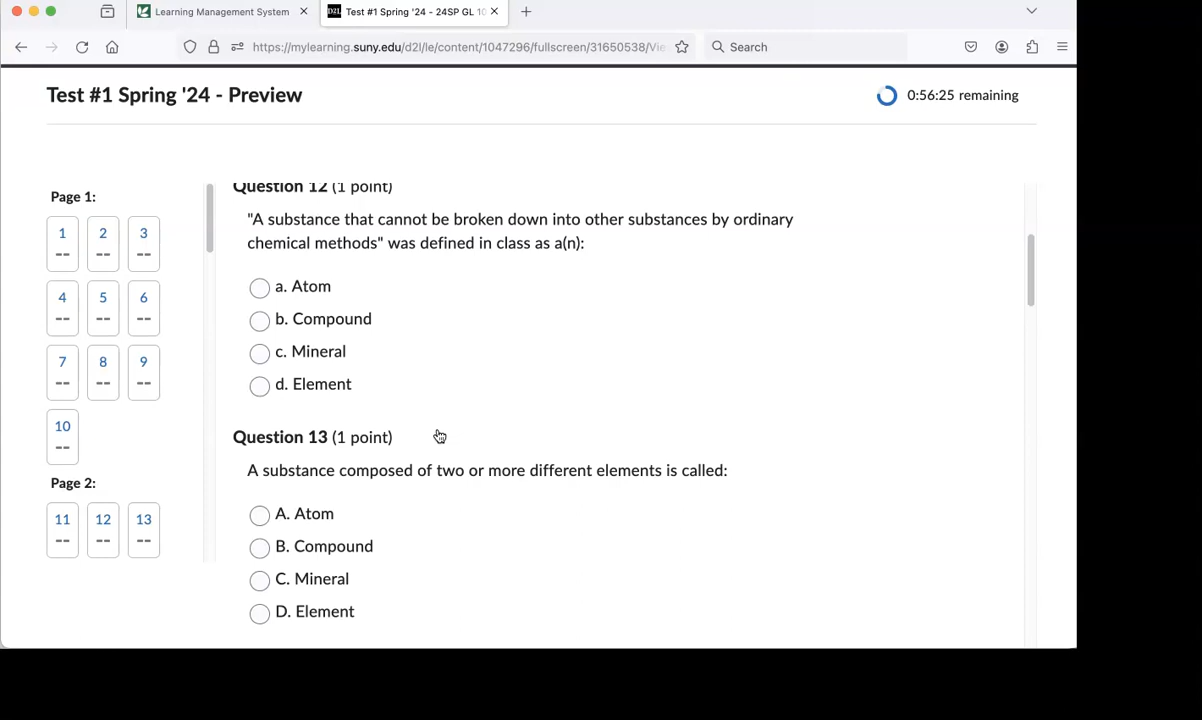 Learning Management System
Test #1 Spring '24 - 24SP GL 10
https://mylearning.suny.edu/d2l/le/content/1047296/fullscreen/31650538/Vie
Search
Test #1 Spring '24 - Preview
0:56:25 remaining
Page 1:
1 2 3
-- -- --
4 5 6
-- -- --
7 8 9
-- -- --
10
--
Page 2:
11 12 13
-- -- --
Question 12 (1 point)
"A substance that cannot be broken down into other substances by ordinary
chemical methods" was defined in class as a(n):
a. Atom
b. Compound
c. Mineral
d. Element
Question 13 (1 point)
A substance composed of two or more different elements is called:
A. Atom
B. Compound
C. Mineral
D. Element